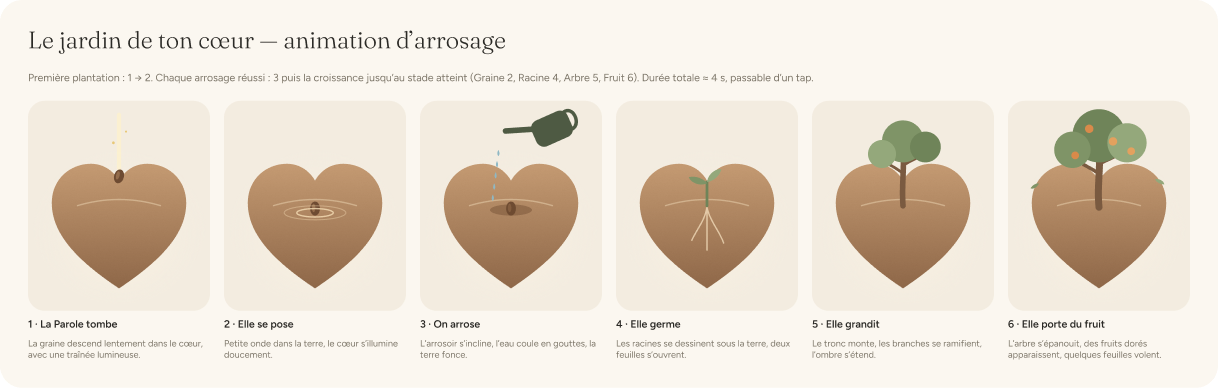 Le jardin de ton cœur — animation d’arrosage
Première plantation : 1 → 2. Chaque arrosage réussi : 3 puis la croissance jusqu’au stade atteint (Graine 2, Racine 4, Arbre 5, Fruit 6). Durée totale ≈ 4 s, passable d’un tap.
1 · La Parole tombe
La graine descend lentement dans le cœur,
avec une traînée lumineuse.
2 · Elle se pose
Petite onde dans la terre, le cœur s’illumine
doucement.
3 · On arrose
L’arrosoir s’incline, l’eau coule en gouttes, la
terre fonce.
4 · Elle germe
Les racines se dessinent sous la terre, deux
feuilles s’ouvrent.
5 · Elle grandit
Le tronc monte, les branches se ramifient,
l’ombre s’étend.
6 · Elle porte du fruit
L’arbre s’épanouit, des fruits dorés
apparaissent, quelques feuilles voient.